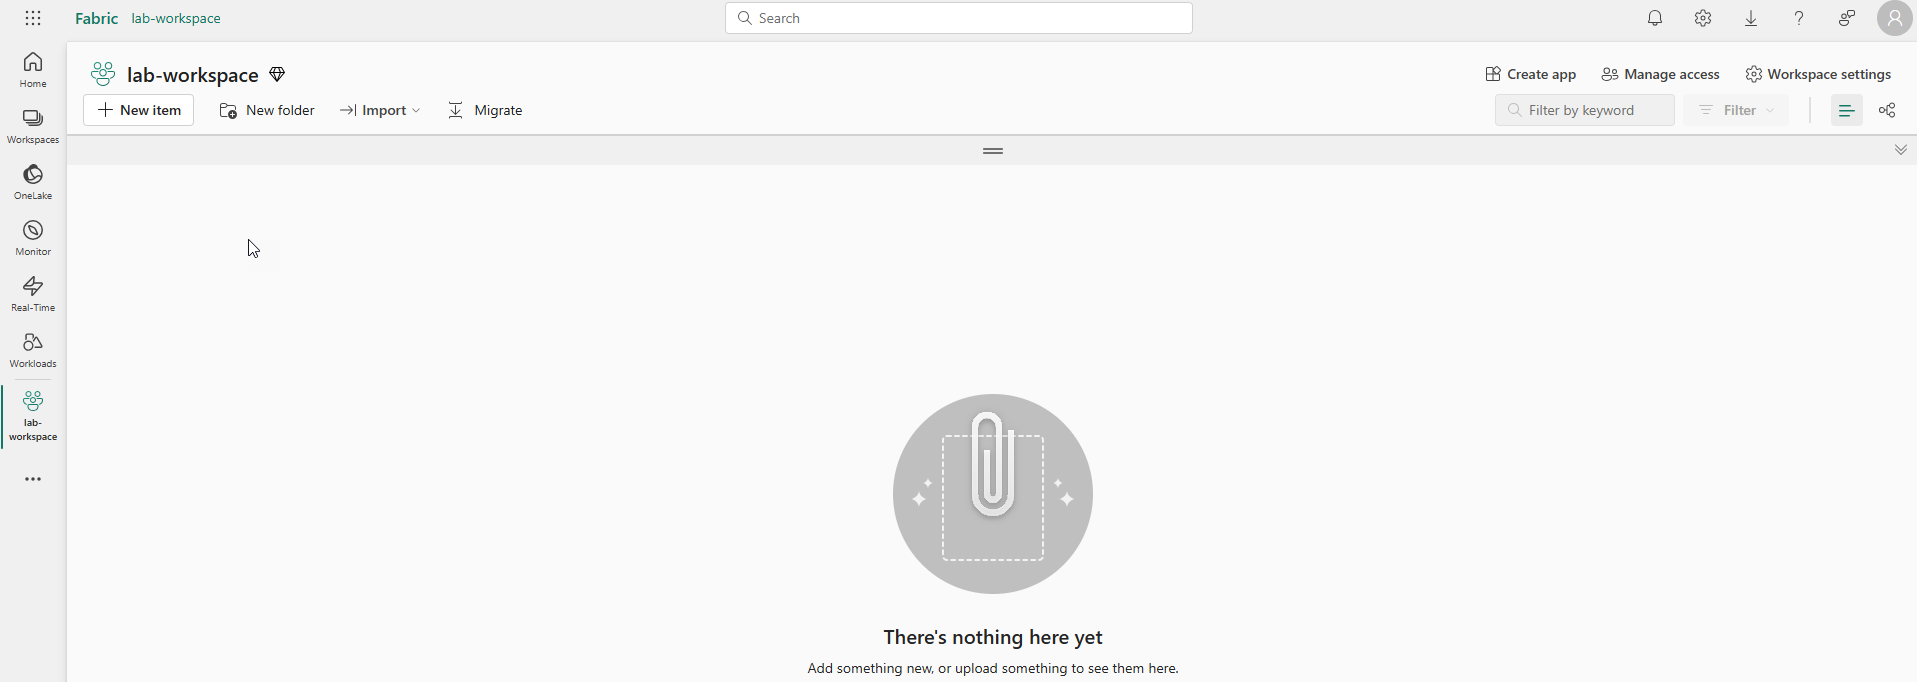 Fabric lab-workspace
Search
Home
Workspaces
OneLake
Monitor
Real-Time
Workloads
lab-
workspace
lab-workspace
Create app
Manage access
Workspace settings
New item
New folder
Import
Migrate
Filter by keyword
Filter
There's nothing here yet
Add something new, or upload something to see them here.